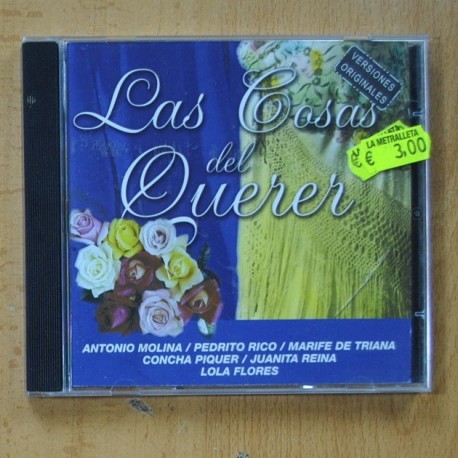 Las Cosas
del
Querer
VERSIONES
ORIGINALES
LA METRALLETA
€ 3,00
ANTONIO MOLINA / PEDRITO RICO / MARIFE DE TRIANA
CONCHA PIQUER / JUANITA REINA
LOLA FLORES